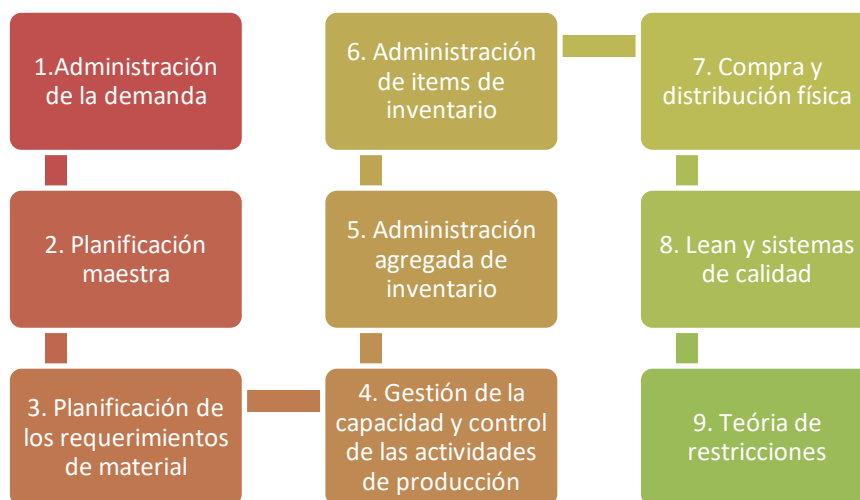 1.Administración
de la demanda
2. Planificación
maestra
3. Planificación de
los requerimientos
de material
4. Gestión de la
capacidad y control
de las actividades
de producción
5. Administración
agregada de
inventario
6. Administración
de items de
inventario
7. Compra y
distribución física
8. Lean y sistemas
de calidad
9. Teória de
restricciones